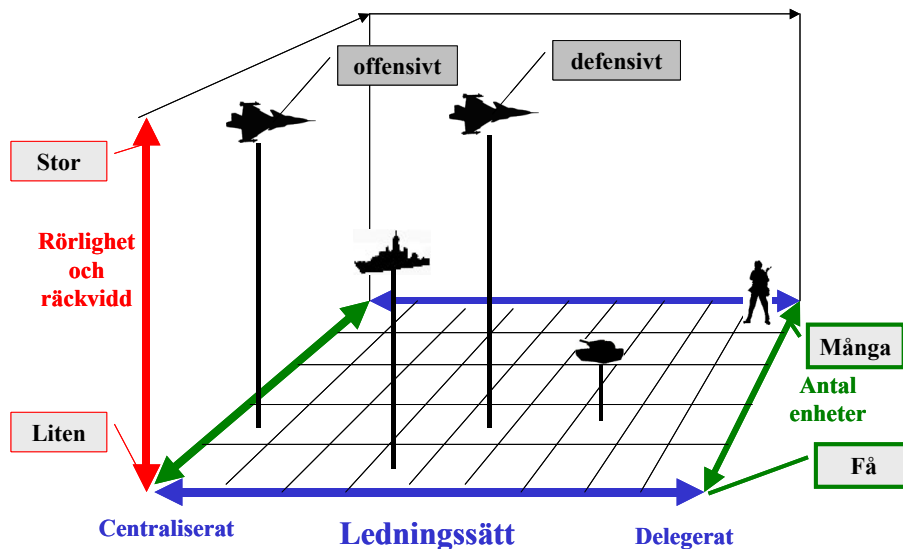 offensivt
defensivt
Stor
Rörlighet
och
räckvidd
Många
Antal
enheter
Liten
Få
Centraliserat
Ledningssätt
Delegerat